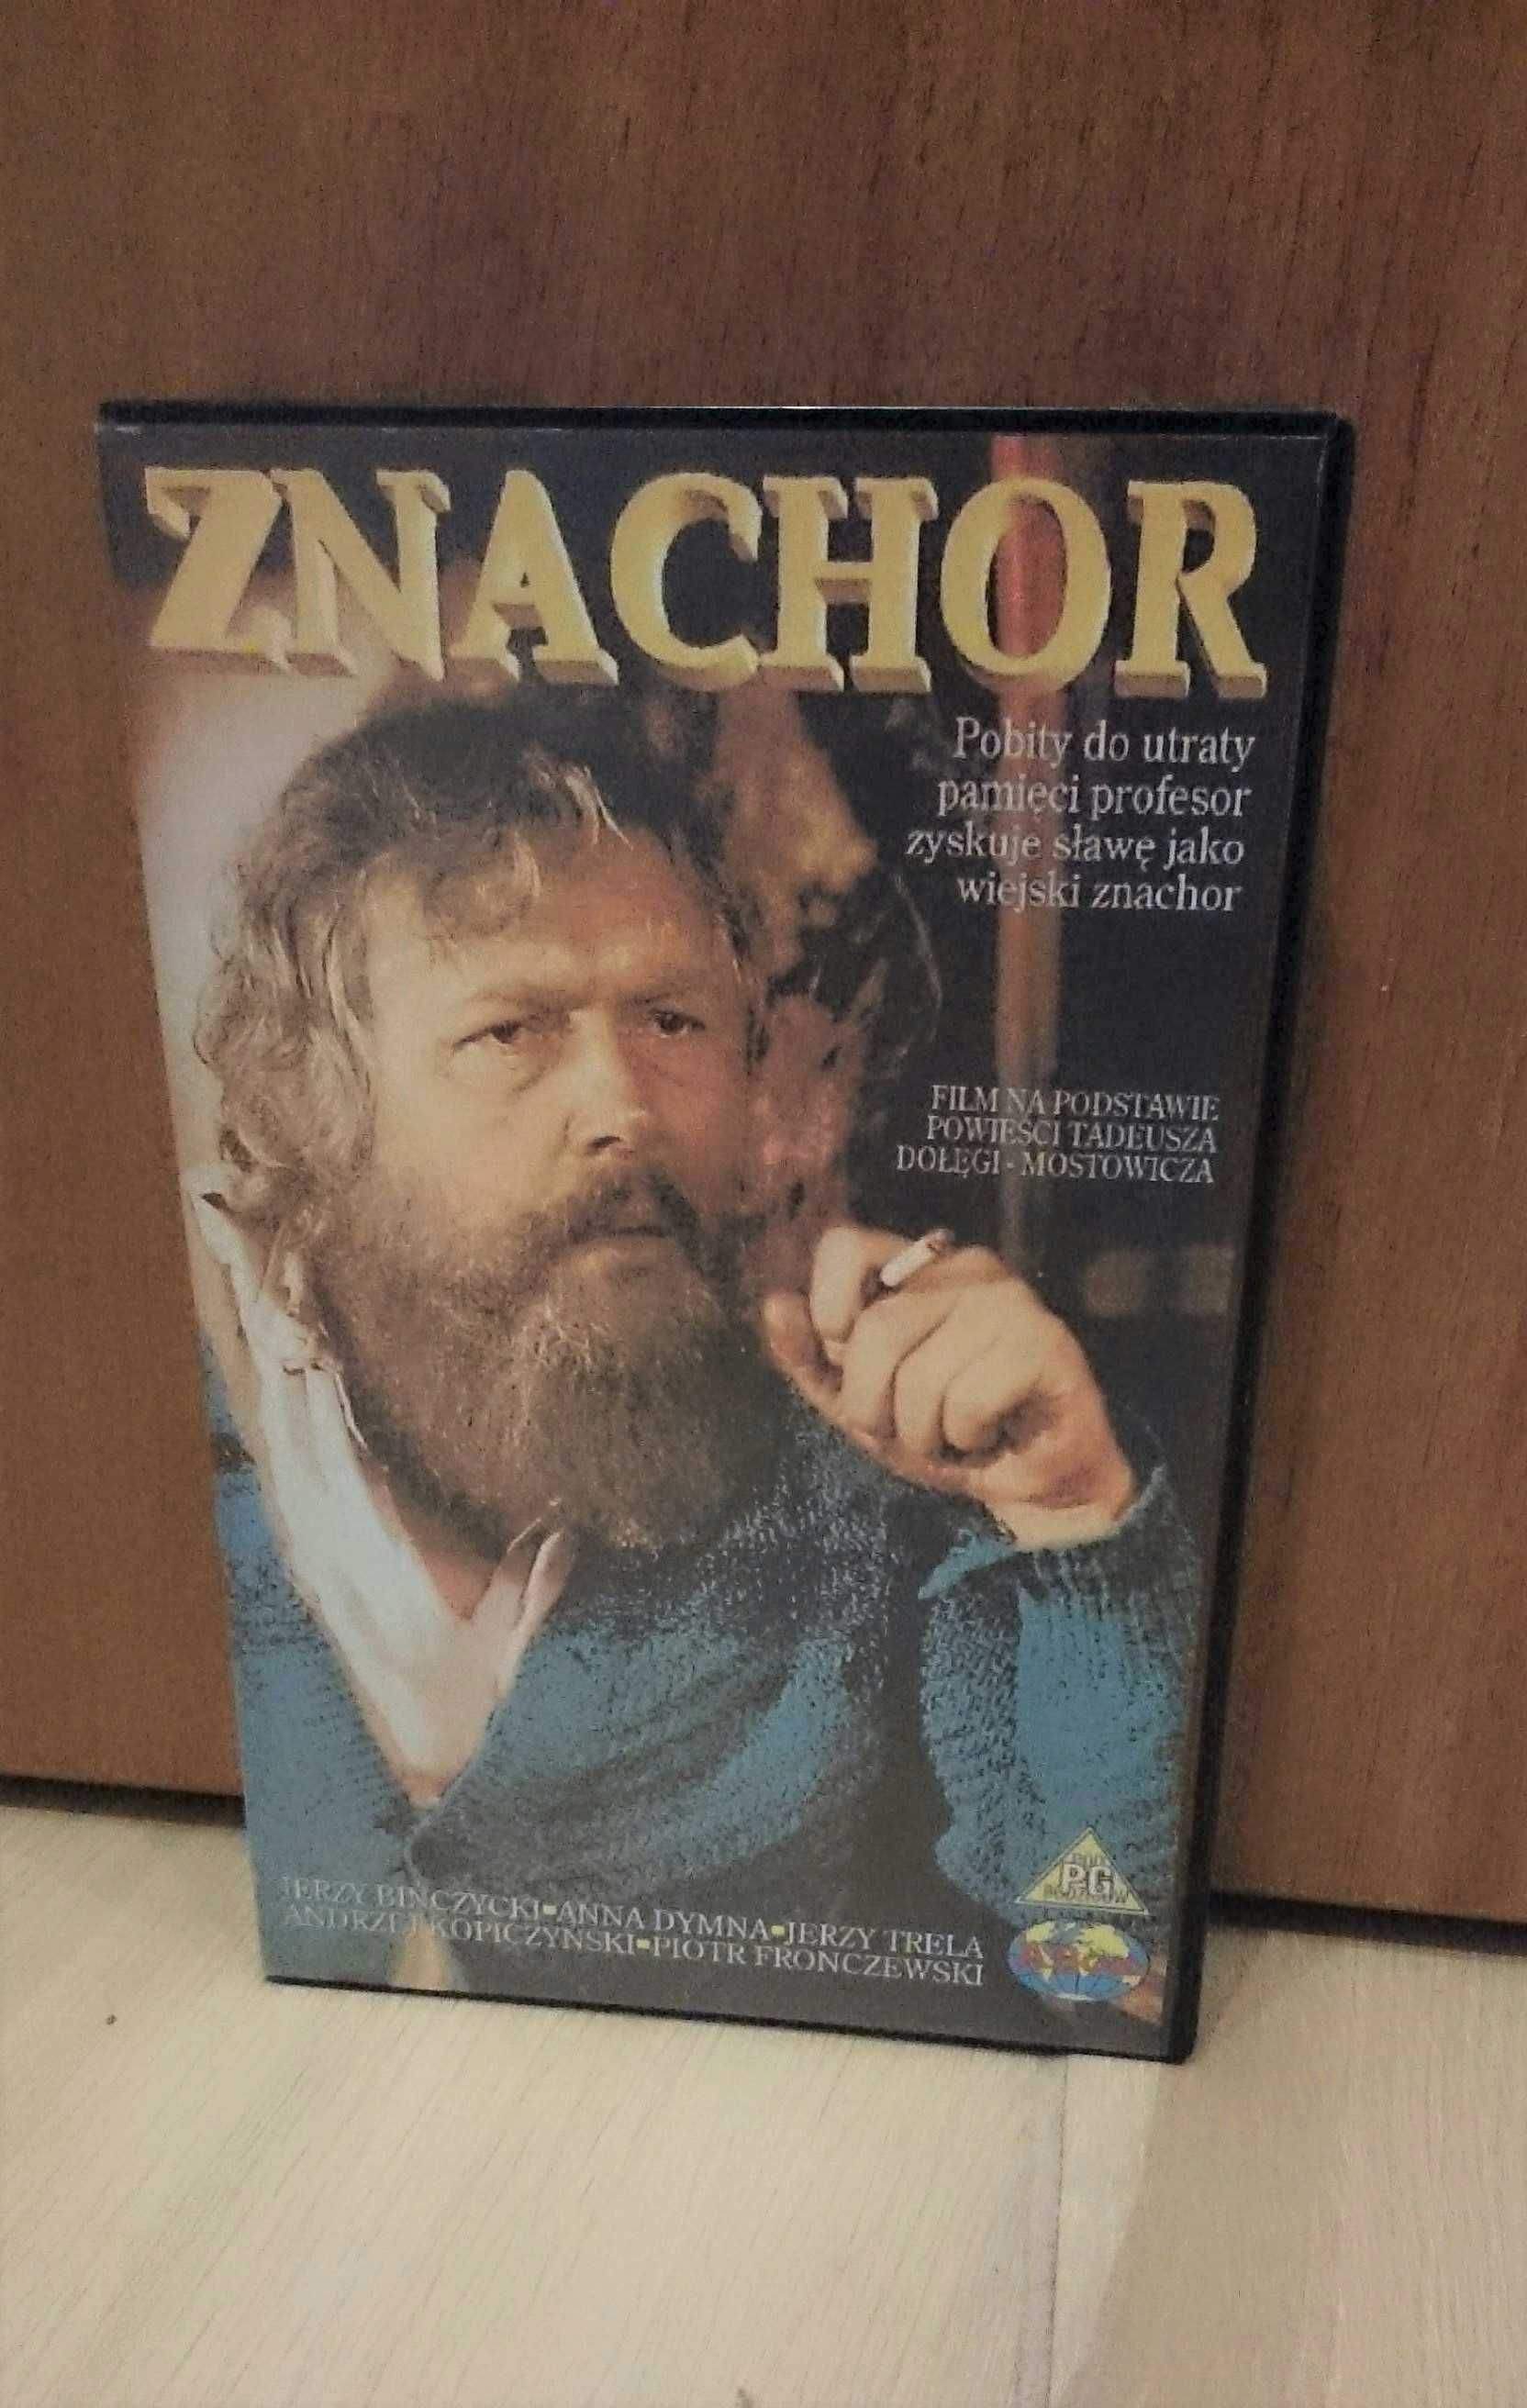 ZNACHOR
Pobity do utraty
pamięci profesor
zyskuje sławę jako
wiejski znachor
FILM NA PODSTAWIE
POWIEŚCI TADEUSZA
DOŁĘGI - MOSTOWICZA
JERZY BIŃCZYCKI▪ANNA DYMNA▪JERZY TRELA
ANDRZEJ KOPICZYŃSKI▪PIOTR FRONCZEWSKI
PG